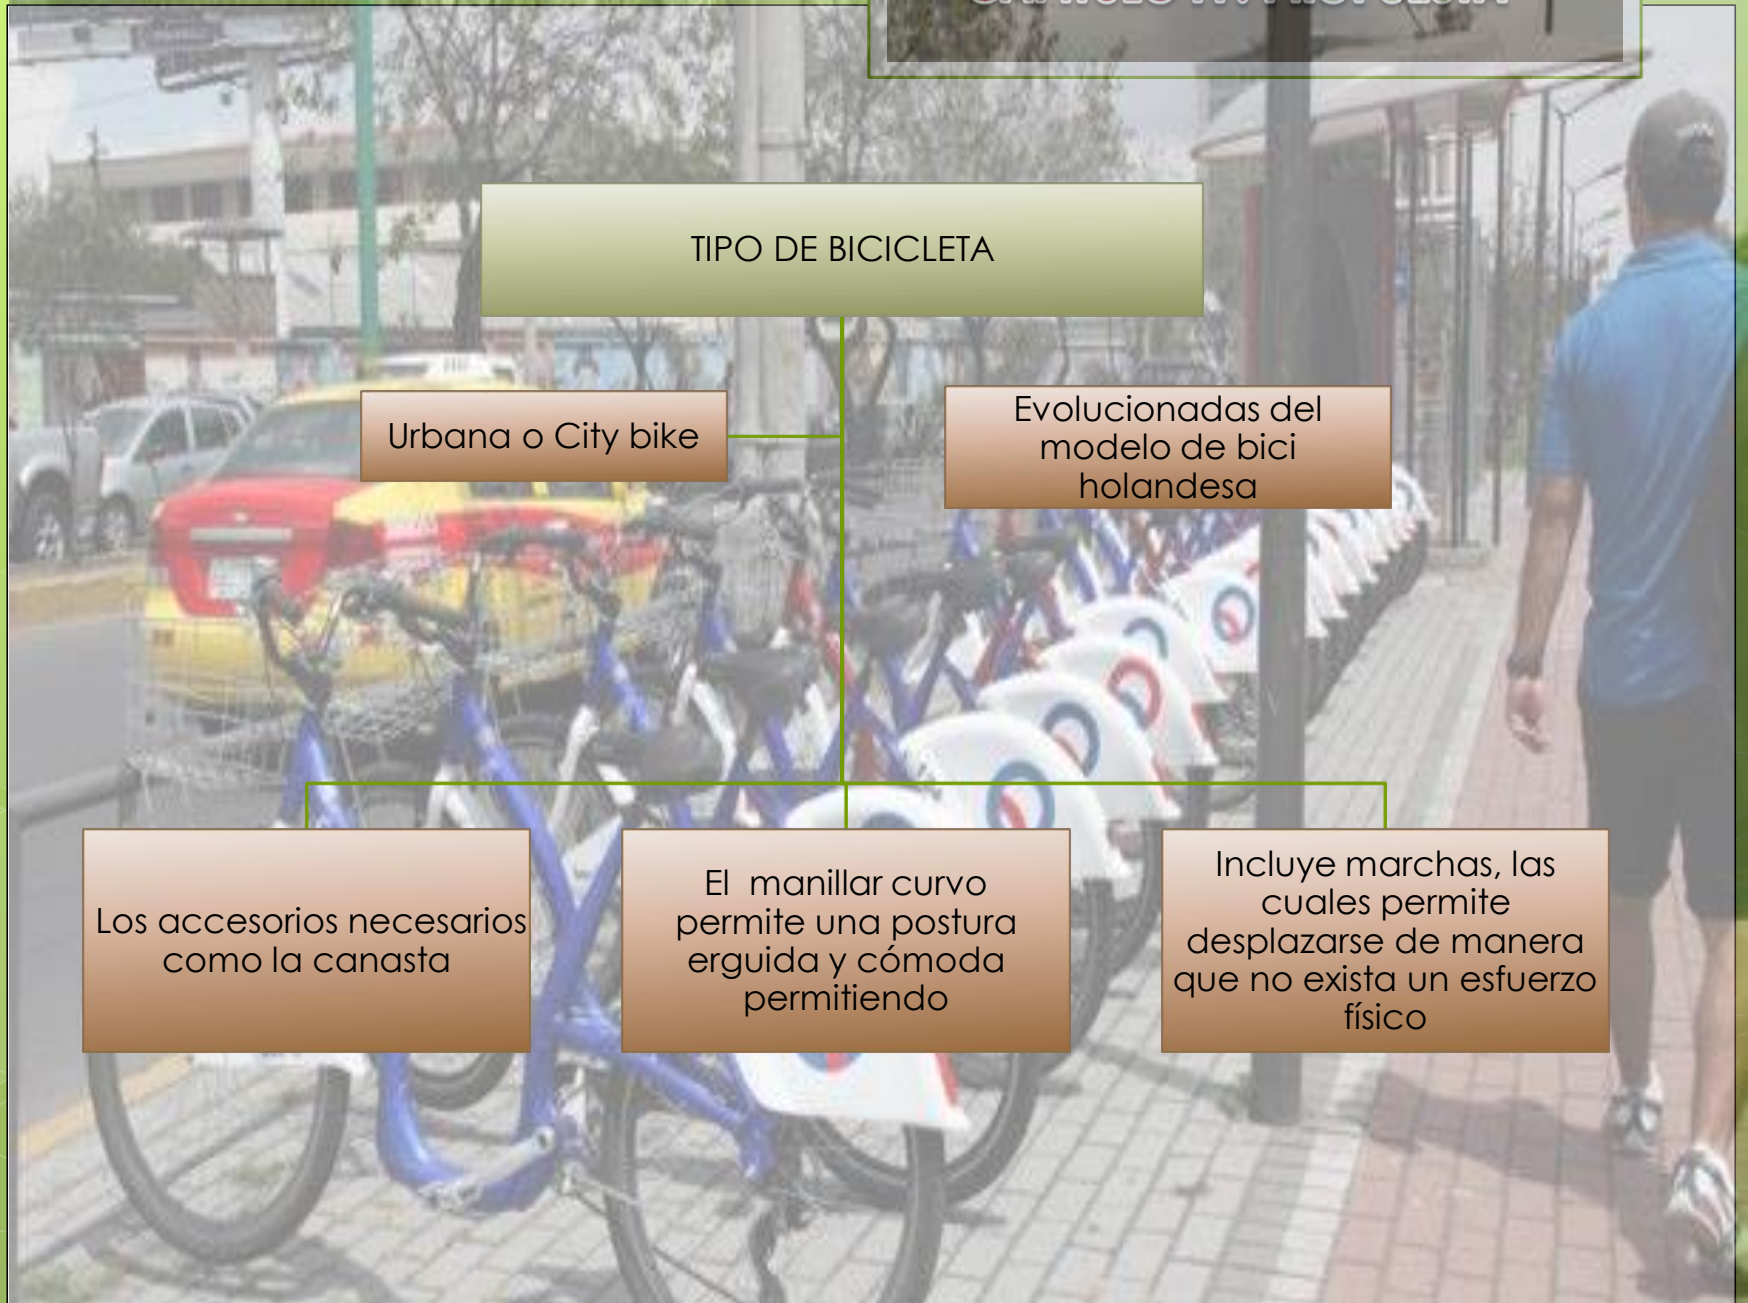 TIPO DE BICICLETA
Urbana o City bike
Evolucionadas del
modelo de bici
holandesa
Los accesorios necesarios
como la canasta
El manillar curvo
permite una postura
erguida y cómoda
permitiendo
Incluye marchas, las
cuales permite
desplazarse de manera
que no exista un esfuerzo
físico